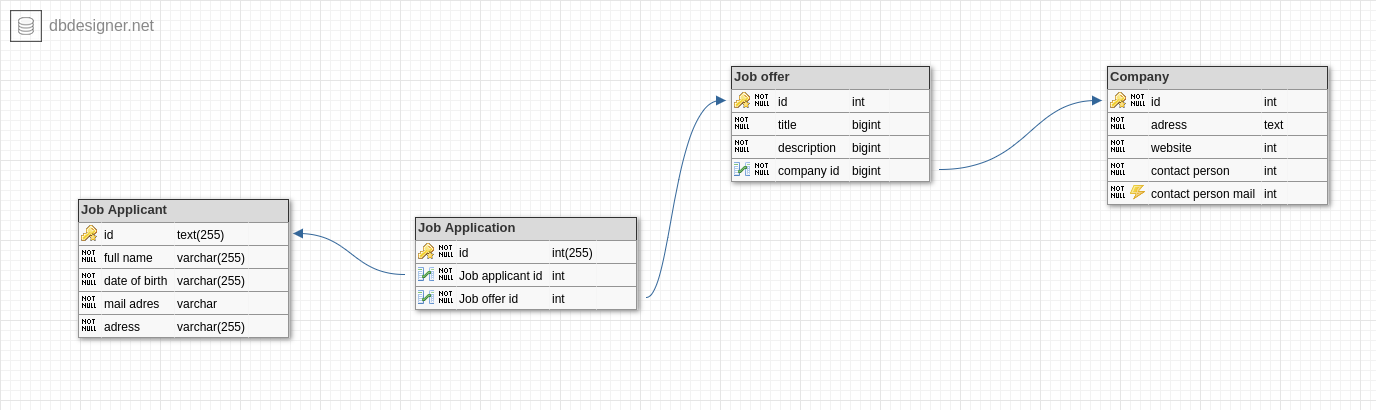 dbdesigner.net
Job offer
NOT NULL id int
NOT NULL title bigint
NOT NULL description bigint
NOT NULL company id bigint
Company
NOT NULL id int
NOT NULL adress text
NOT NULL website int
NOT NULL contact person int
NOT NULL contact person mail int
Job Applicant
id text(255)
NOT NULL full name varchar(255)
NOT NULL date of birth varchar(255)
NOT NULL mail adres varchar
NOT NULL adress varchar(255)
Job Application
NOT NULL id int(255)
NOT NULL Job applicant id int
NOT NULL Job offer id int